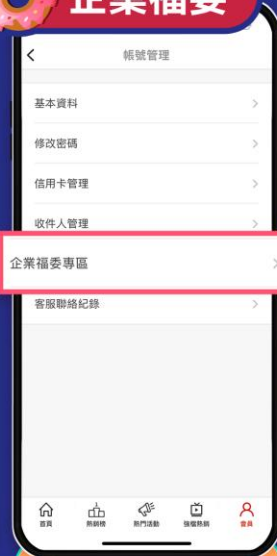 企業福委
帳號管理
基本資料
修改密碼
信用卡管理
收件人管理
企業福委專區
客服聯絡紀錄
首頁
熱銷榜
熱門活動
強檔熱銷
會員